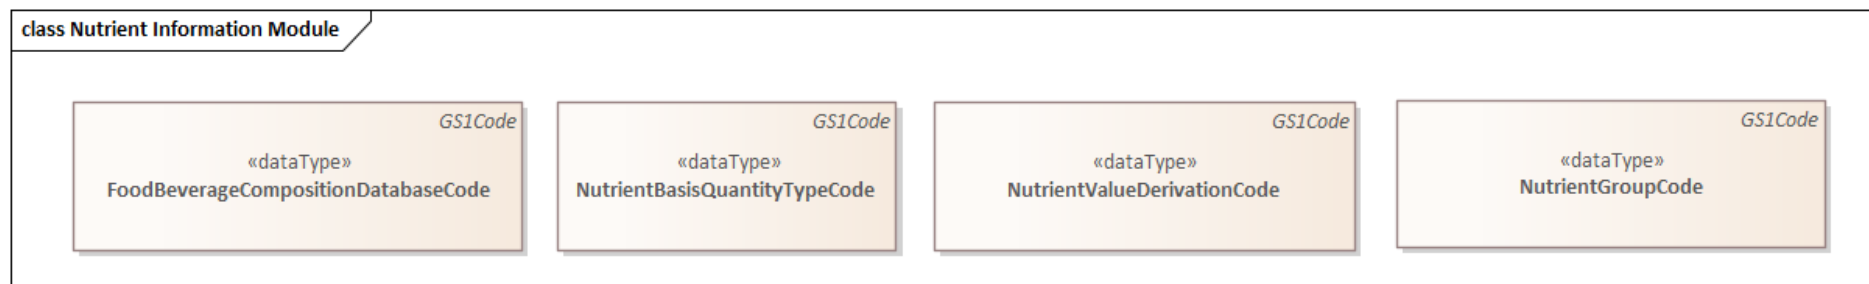 class Nutrient Information Module
GS1Code
«dataType»
FoodBeverageCompositionDatabaseCode
GS1Code
«dataType»
NutrientBasisQuantityTypeCode
GS1Code
«dataType»
NutrientValueDerivationCode
GS1Code
«dataType»
NutrientGroupCode